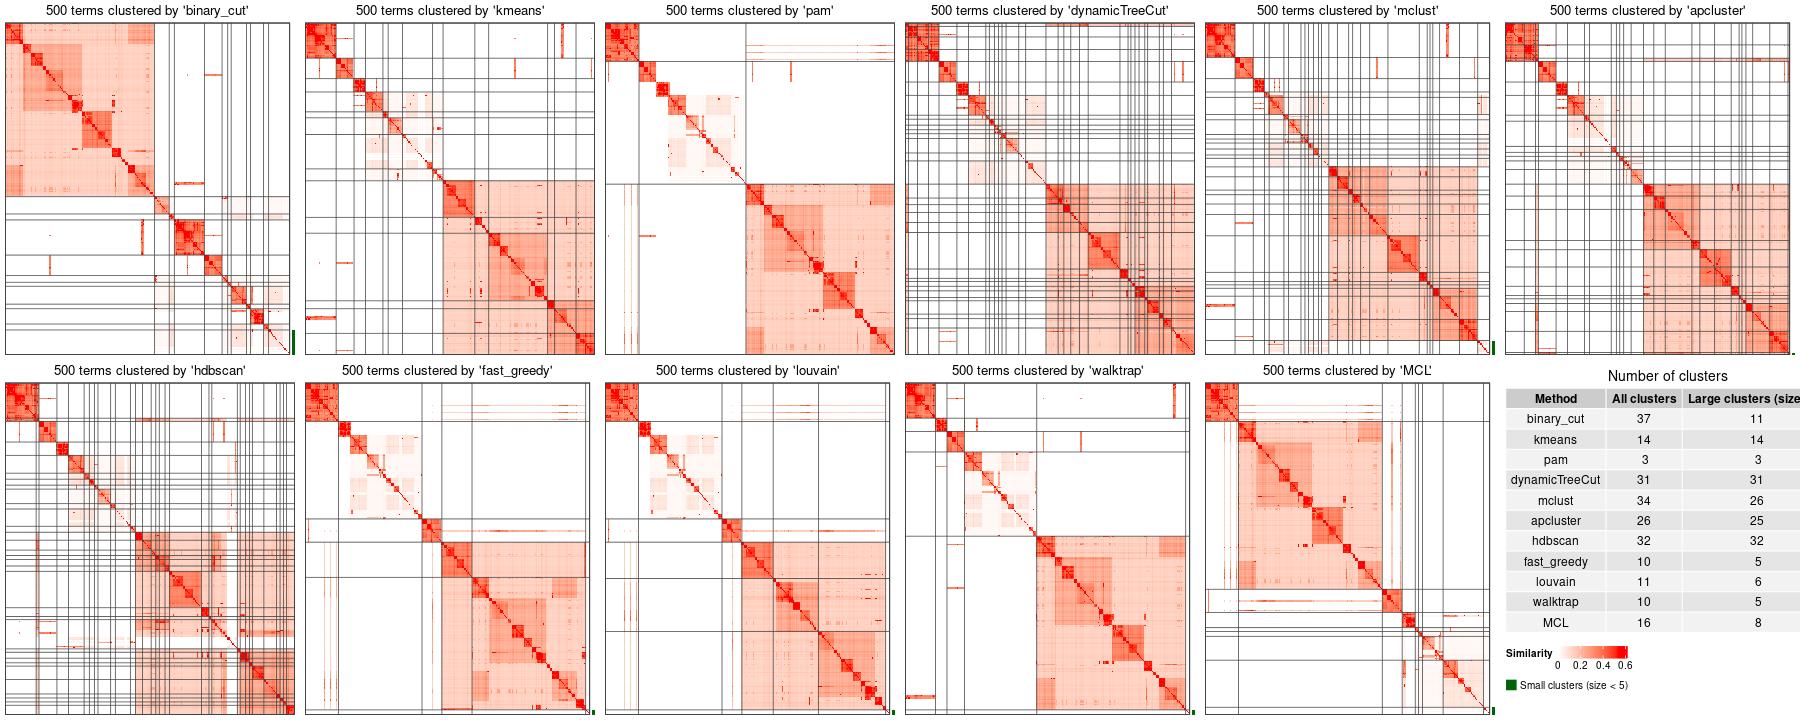 500 terms clustered by 'binary_cut'
500 terms clustered by 'kmeans'
500 terms clustered by 'pam'
500 terms clustered by 'dynamicTreeCut'
500 terms clustered by 'mclust'
500 terms clustered by 'apcluster'
500 terms clustered by 'hdbscan'
500 terms clustered by 'fast_greedy'
500 terms clustered by 'louvain'
500 terms clustered by 'walktrap'
500 terms clustered by 'MCL'
Number of clusters
Method All clusters Large clusters (size
binary_cut 37 11
kmeans 14 14
pam 3 3
dynamicTreeCut 31 31
mclust 34 26
apcluster 26 25
hdbscan 32 32
fast_greedy 10 5
louvain 11 6
walktrap 10 5
MCL 16 8
Similarity
0 0.2 0.4 0.6
Small clusters (size < 5)